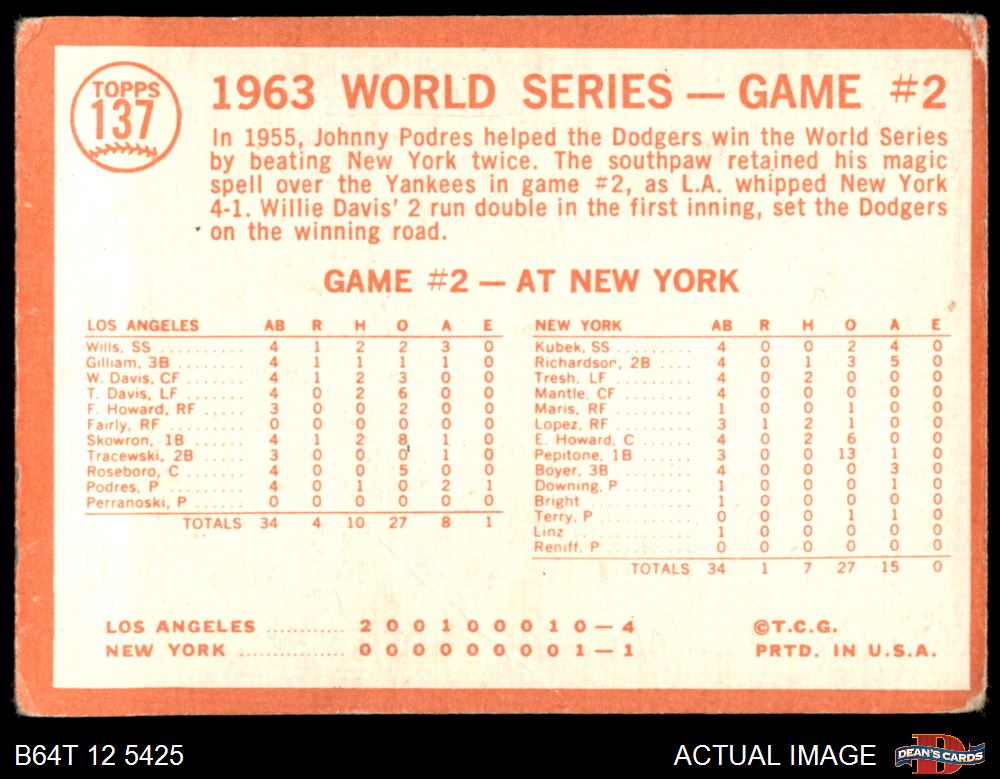 TOPPS
137
1963 WORLD SERIES — GAME #2
In 1955, Johnny Podres helped the Dodgers win the World Series
by beating New York twice. The southpaw retained his magic
spell over the Yankees in game #2, as L.A. whipped New York
4-1. Willie Davis' 2 run double in the first inning, set the Dodgers
on the winning road.
GAME #2 — AT NEW YORK
LOS ANGELES AB R H O A E
Wills, SS .......... 4 1 2 2 3 0
Gilliam, 3B .......... 4 1 1 1 1 0
W. Davis, CF ........ 4 1 2 3 0 0
T. Davis, LF ........ 4 0 2 6 0 0
F. Howard, RF ...... 3 0 0 2 0 0
Fairly, RF .......... 0 0 0 0 0 0
Skowron, 1B ....... 4 1 2 8 1 0
Tracewski, 2B ...... 3 0 0 0 1 0
Roseboro, C ........ 4 0 0 5 0 0
Podres, P .......... 4 0 1 0 2 1
Perranoski, P ...... 0 0 0 0 0 0
TOTALS 34 4 10 27 8 1
NEW YORK AB R H O A E
Kubek, SS .......... 4 0 0 2 4 0
Richardson, 2B ..... 4 0 1 3 5 0
Tresh, LF .......... 4 0 2 0 0 0
Mantle, CF ......... 4 0 0 0 0 0
Maris, RF .......... 1 0 0 1 0 0
Lopez, RF .......... 3 1 2 1 0 0
E. Howard, C ....... 4 0 2 6 0 0
Pepitone, 1B ....... 3 0 0 13 1 0
Boyer, 3B .......... 4 0 0 0 3 0
Downing, P ......... 1 0 0 0 1 0
Bright ............. 1 0 0 0 0 0
Terry, P ........... 0 0 0 1 1 0
Linz ............... 1 0 0 0 0 0
Reniff, P .......... 0 0 0 0 0 0
TOTALS 34 1 7 27 15 0
LOS ANGELES ............ 2 0 0 1 0 0 0 1 0 — 4
NEW YORK ............... 0 0 0 0 0 0 0 0 1 — 1
©T.C.G.
PRTD. IN U.S.A.
B64T 12 5425
ACTUAL IMAGE
D
DEAN'S CARDS